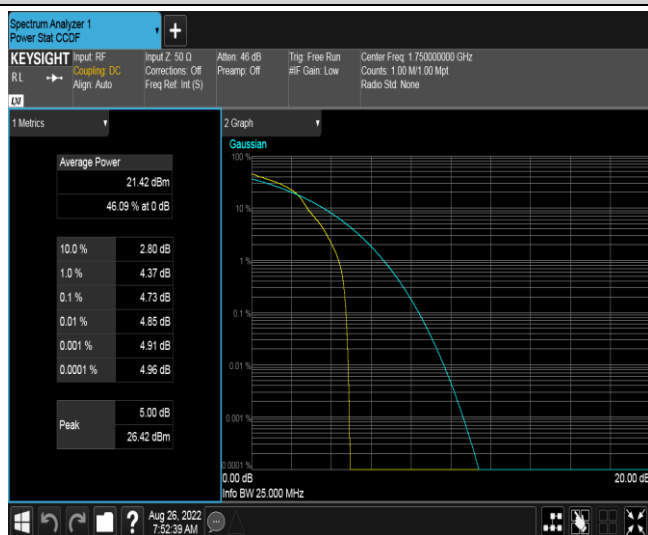 Spectrum Analyzer 1
Power Stat CCDF
KEYSIGHT
RL
LXI
Input: RF
Coupling: DC
Align: Auto
Input Z: 50 Ω
Corrections: Off
Freq Ref: Int (S)
Atten: 46 dB
Preamp: Off
Trig: Free Run
#IF Gain: Low
Center Freq: 1.750000000 GHz
Counts: 1.00 M/1.00 Mpt
Radio Std: None
1 Metrics
Average Power
21.42 dBm
46.09 % at 0 dB
10.0 % 2.80 dB
1.0 % 4.37 dB
0.1 % 4.73 dB
0.01 % 4.85 dB
0.001 % 4.91 dB
0.0001 % 4.96 dB
Peak
5.00 dB
26.42 dBm
2 Graph
Gaussian
100 %
10 %
1 %
0.1 %
0.01 %
0.001 %
0.0001 %
0.00 dB
20.00 dB
Info BW 25.000 MHz
?
Aug 26, 2022
7:52:39 AM